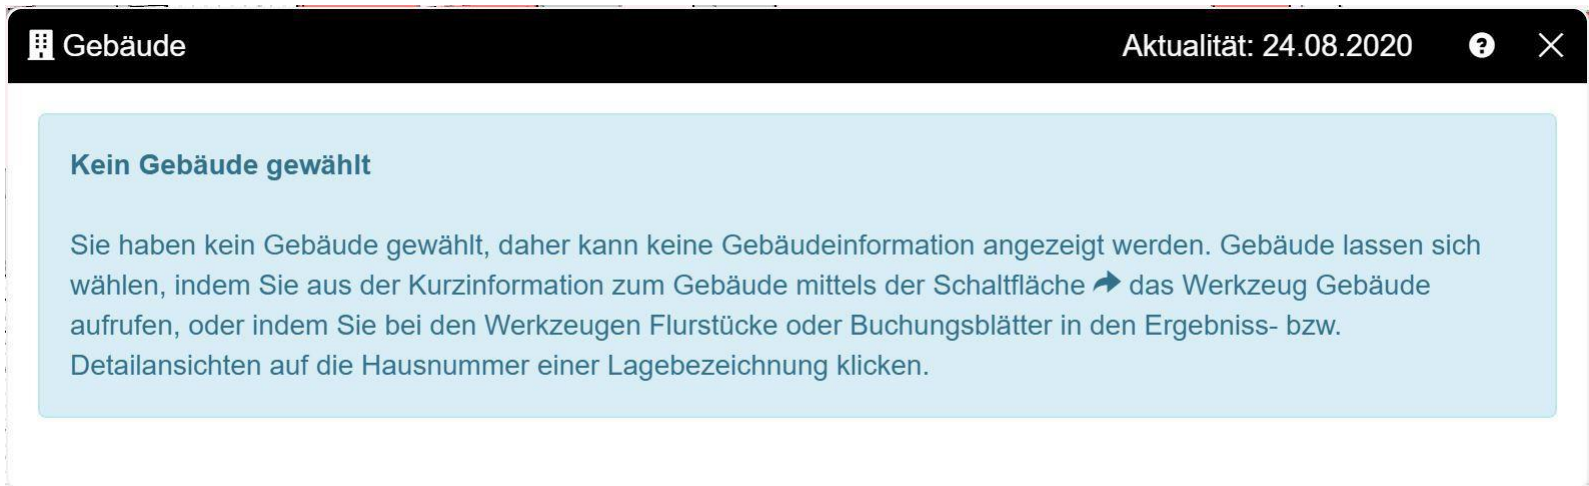 Gebäude
Aktualität: 24.08.2020
Kein Gebäude gewählt
Sie haben kein Gebäude gewählt, daher kann keine Gebäudeinformation angezeigt werden. Gebäude lassen sich
wählen, indem Sie aus der Kurzinformation zum Gebäude mittels der Schaltfläche das Werkzeug Gebäude
aufrufen, oder indem Sie bei den Werkzeugen Flurstücke oder Buchungsblätter in den Ergebniss- bzw.
Detailansichten auf die Hausnummer einer Lagebezeichnung klicken.